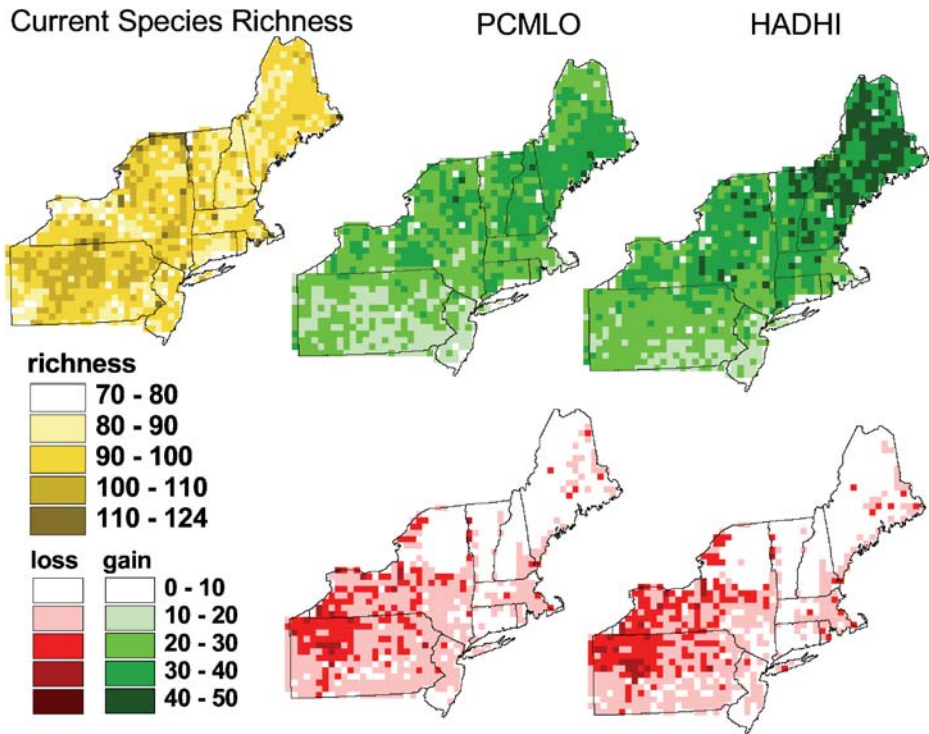 Current Species Richness
PCMLO
HADHI
richness
70 - 80
80 - 90
90 - 100
100 - 110
110 - 124
loss gain
0 - 10
10 - 20
20 - 30
30 - 40
40 - 50